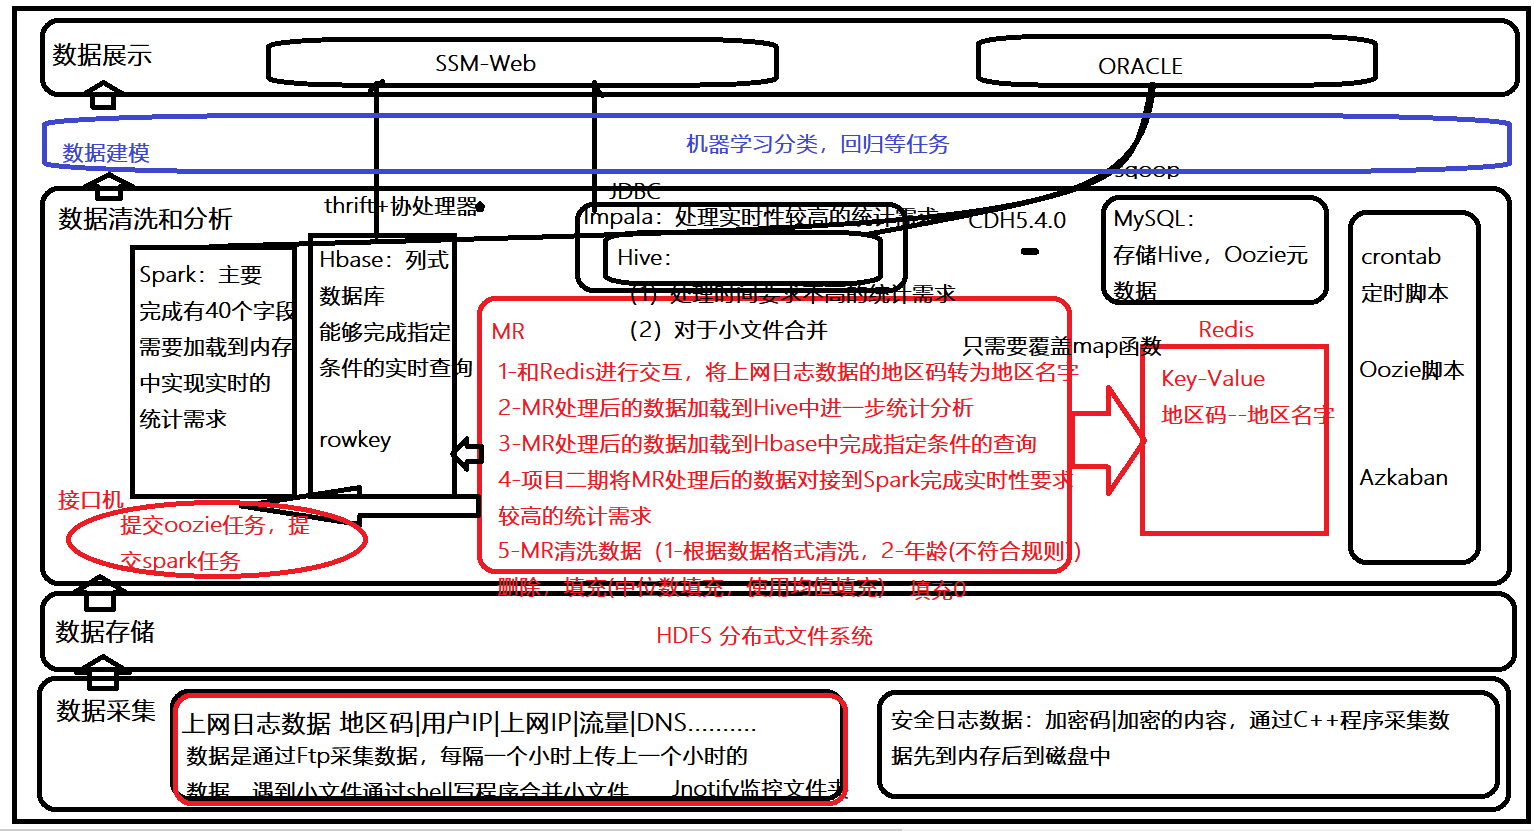 数据展示
SSM-Web
ORACLE
数据建模
机器学习分类，回归等任务
sqoop
数据清洗和分析
thrift+协处理器
JDBC
Impala：处理实时性较高的统计需求
CDH5.4.0
Hive：
（1）处理时间要求不高的统计需求
（2）对于小文件合并
MySQL：
存储Hive，Oozie元
数据
crontab
定时脚本
Oozie脚本
Azkaban
Spark：主要
完成有40个字段
需要加载到内存
中实现实时的
统计需求
Hbase：列式
数据库
能够完成指定
条件的实时查询
rowkey
MR
只需要覆盖map函数
1-和Redis进行交互，将上网日志数据的地区码转为地区名字
2-MR处理后的数据加载到Hive中进一步统计分析
3-MR处理后的数据加载到Hbase中完成指定条件的查询
4-项目二期将MR处理后的数据对接到Spark完成实时性要求
较高的统计需求
5-MR清洗数据（1-根据数据格式清洗，2-年龄(不符合规则））
删除，填充(中位数填充，使用均值填充)
填充0
Redis
Key-Value
地区码--地区名字
接口机
提交oozie任务，提
交spark任务
数据存储
HDFS 分布式文件系统
数据采集
上网日志数据 地区码|用户IP|上网IP|流量|DNS..........
数据是通过Ftp采集数据，每隔一个小时上传上一个小时的
数据，遇到小文件通过shell写程序合并小文件
Jnotify监控文件夹
安全日志数据：加密码|加密的内容，通过C++程序采集数
据先到内存后到磁盘中